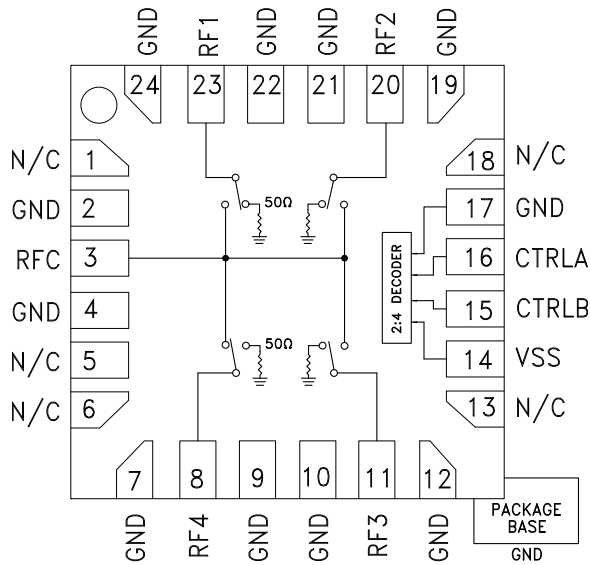 GND RF1 GND GND RF2 GND
24 23 22 21 20 19
N/C 1
18 N/C
GND 2
50Ω
17 GND
RFC 3
2:4 DECODER
16 CTRLA
GND 4
15 CTRLB
N/C 5
50Ω
14 VSS
N/C 6
13 N/C
7 8 9 10 11 12
GND RF4 GND GND RF3 GND
PACKAGE
BASE
GND